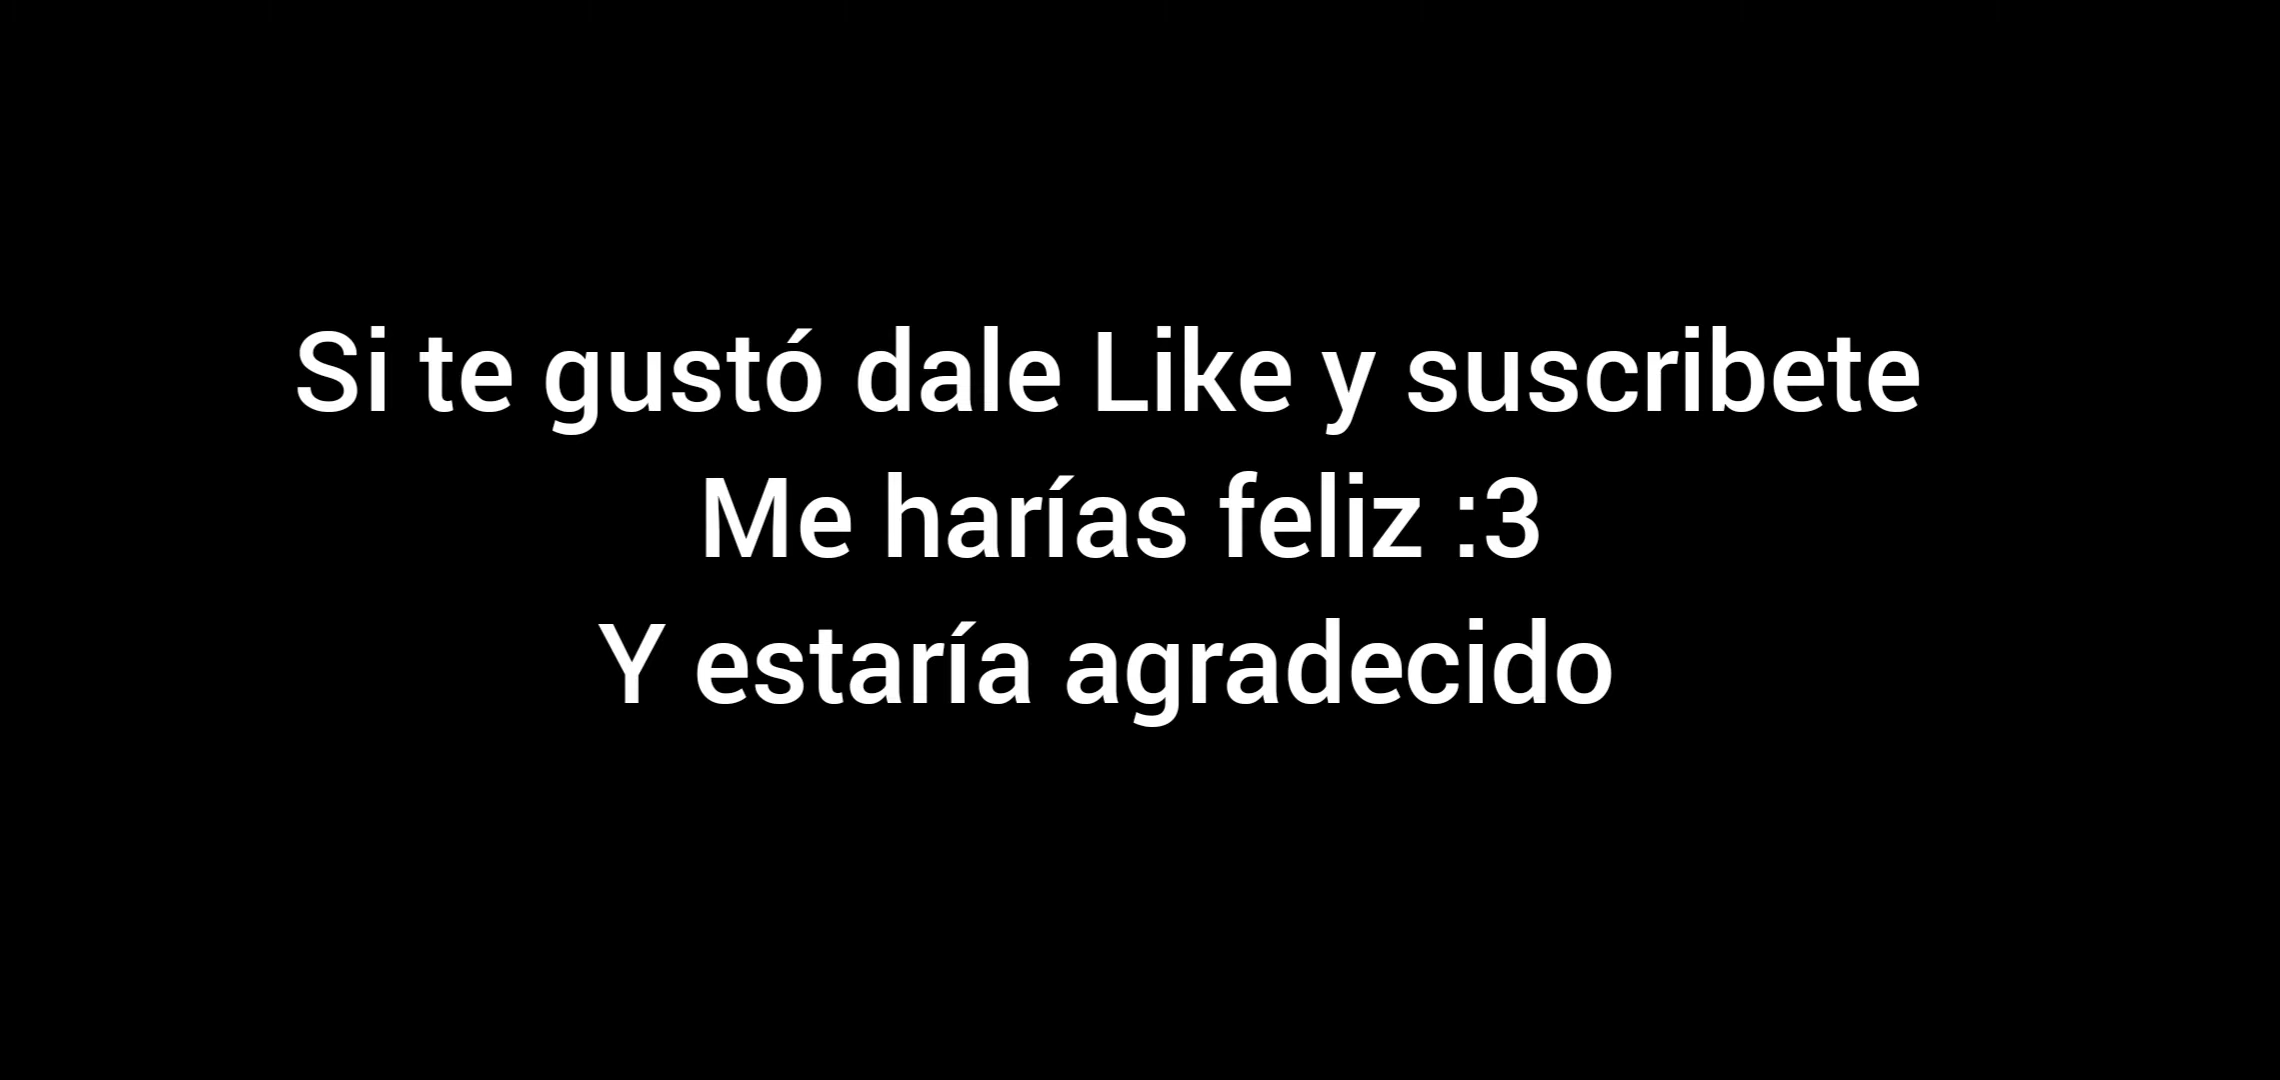 Si te gustó dale Like y suscribete
Me harías feliz :3
Y estaría agradecido